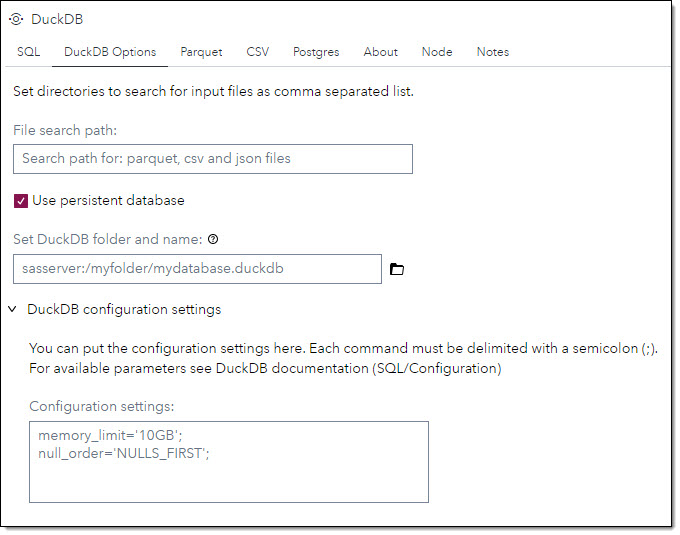 DuckDB
SQL DuckDB Options Parquet CSV Postgres About Node Notes
Set directories to search for input files as comma separated list.
File search path:
Search path for: parquet, csv and json files
Use persistent database
Set DuckDB folder and name: ?
sasserver:/myfolder/mydatabase.duckdb
DuckDB configuration settings
You can put the configuration settings here. Each command must be delimited with a semicolon (;).
For available parameters see DuckDB documentation (SQL/Configuration)
Configuration settings:
memory_limit='10GB';
null_order='NULLS_FIRST';